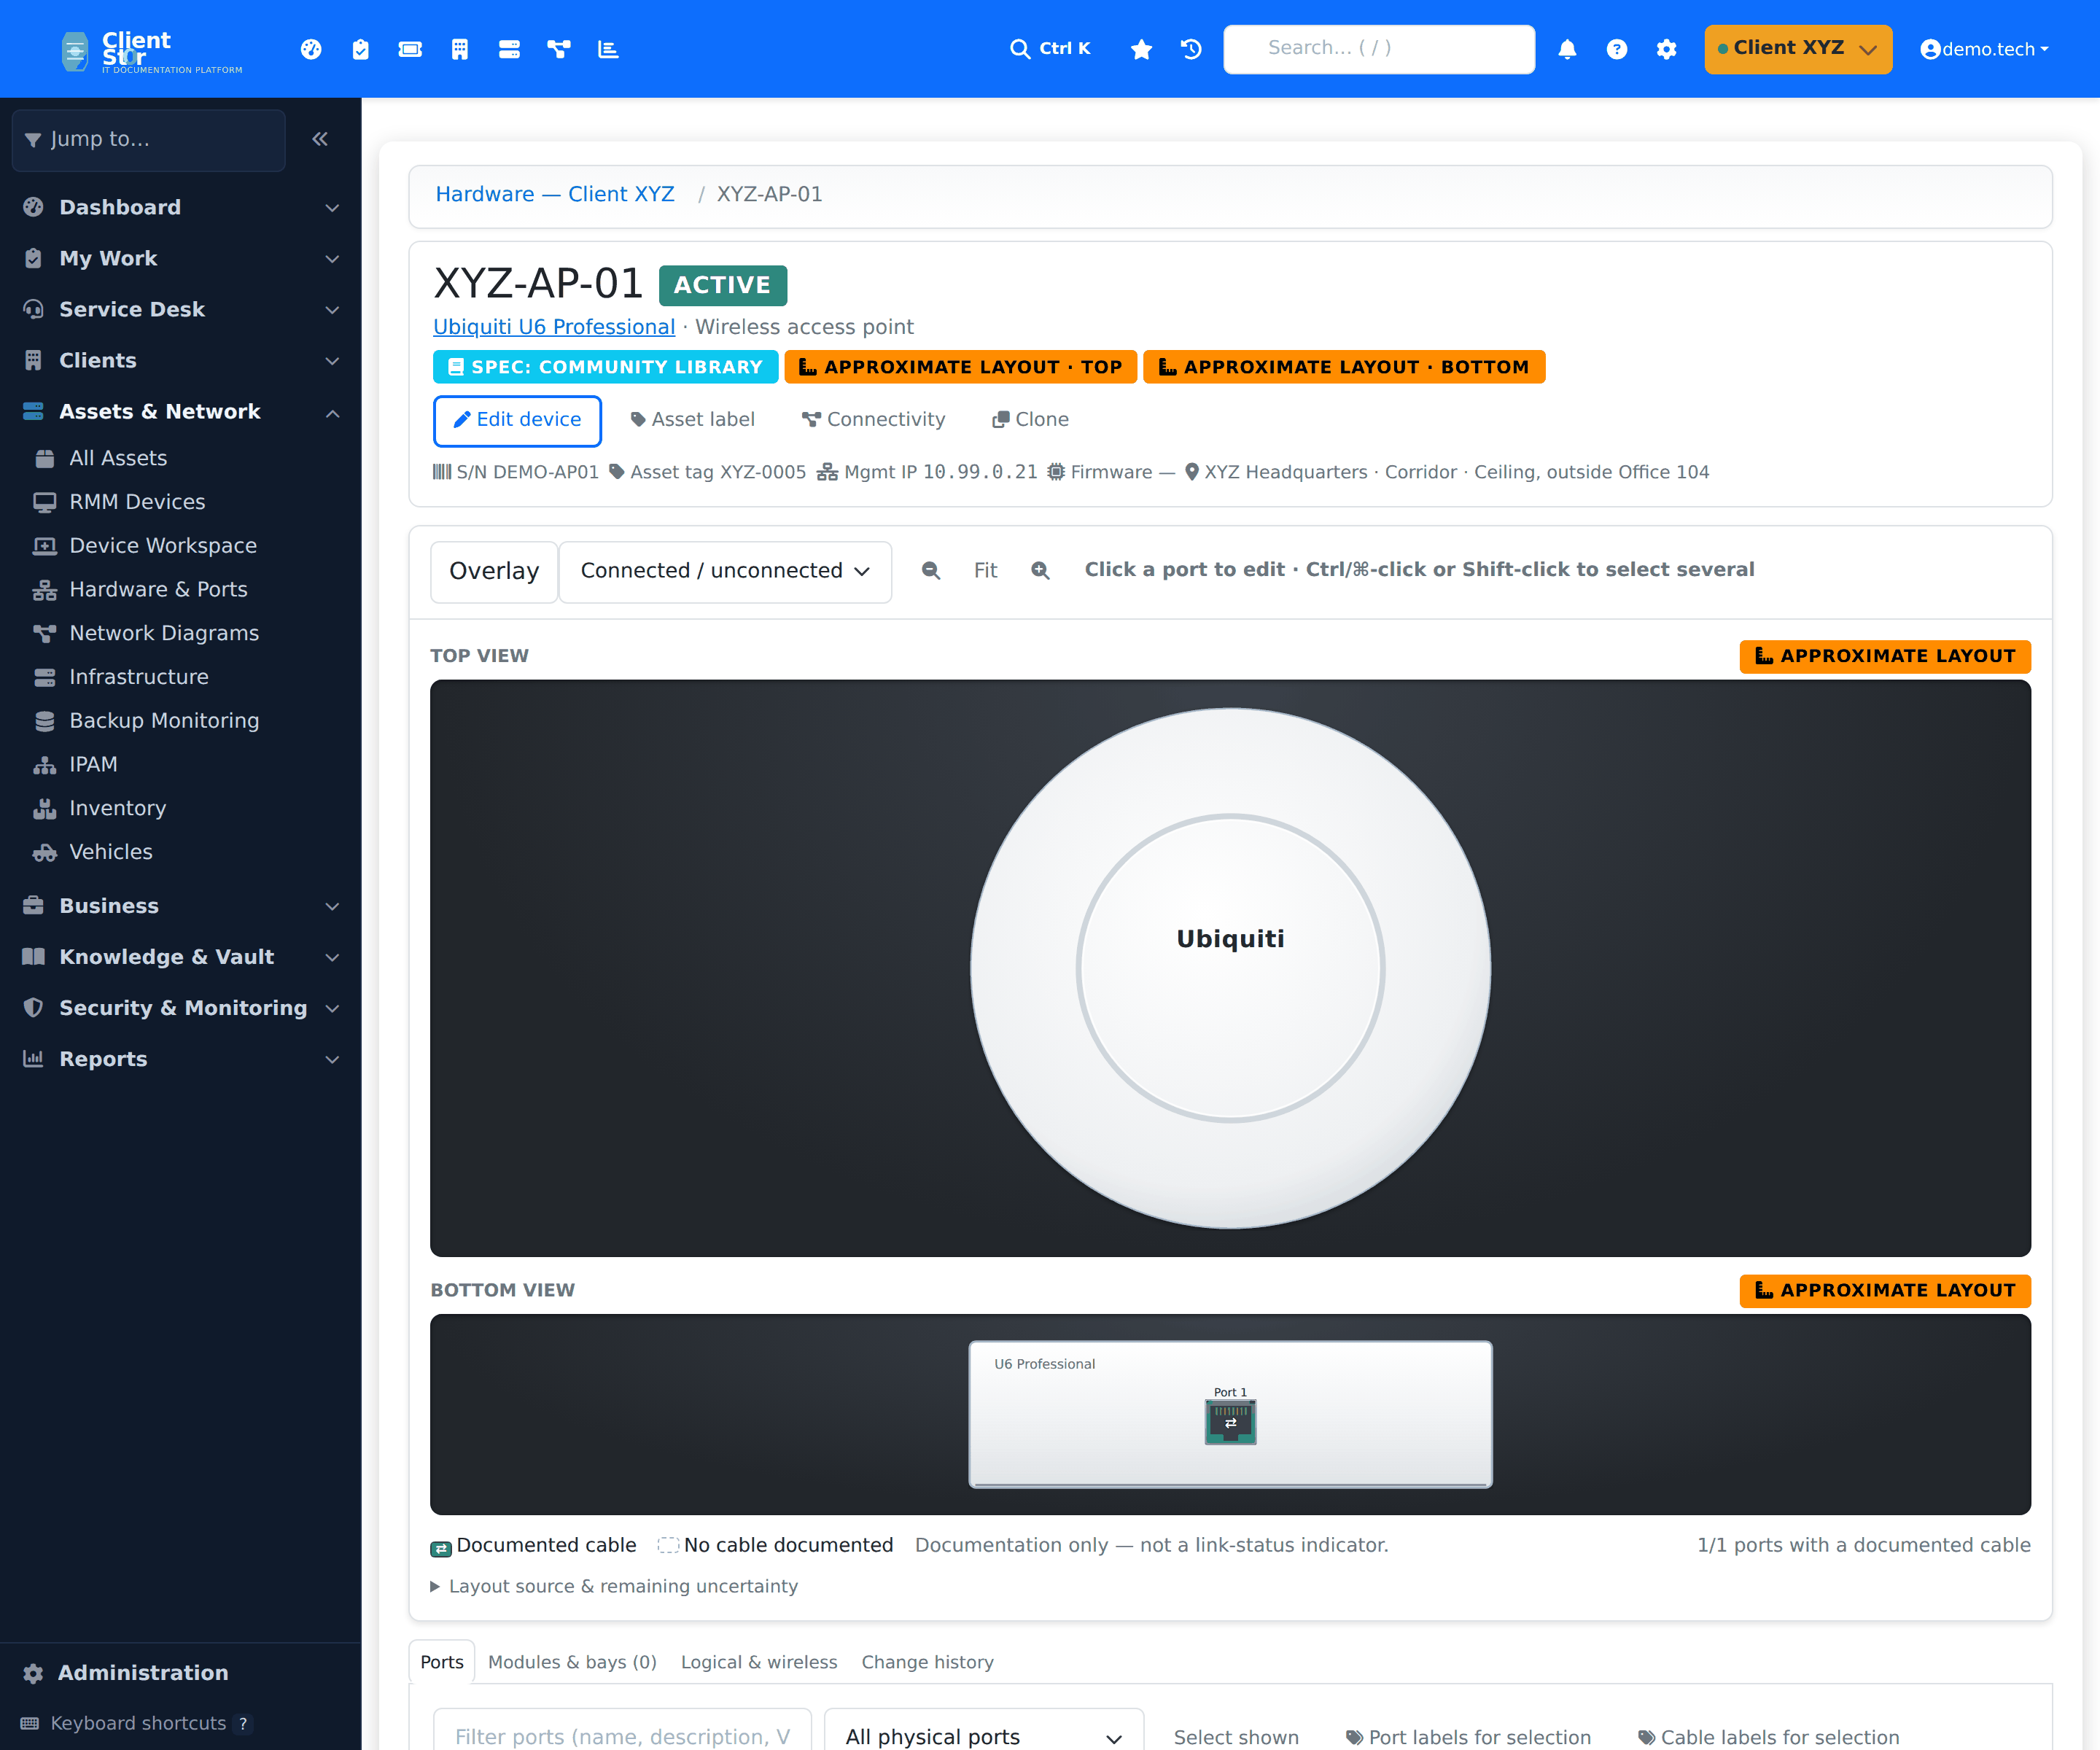 Client
Stor
IT DOCUMENTATION PLATFORM
Ctrl K
Search... ( / )
Client XYZ
demo.tech
Jump to...
Dashboard
My Work
Service Desk
Clients
Assets & Network
All Assets
RMM Devices
Device Workspace
Hardware & Ports
Network Diagrams
Infrastructure
Backup Monitoring
IPAM
Inventory
Vehicles
Business
Knowledge & Vault
Security & Monitoring
Reports
Administration
Keyboard shortcuts ?
Hardware — Client XYZ / XYZ-AP-01
XYZ-AP-01 ACTIVE
Ubiquiti U6 Professional · Wireless access point
SPEC: COMMUNITY LIBRARY APPROXIMATE LAYOUT · TOP APPROXIMATE LAYOUT · BOTTOM
Edit device Asset label Connectivity Clone
S/N DEMO-AP01 Asset tag XYZ-0005 Mgmt IP 10.99.0.21 Firmware — XYZ Headquarters · Corridor · Ceiling, outside Office 104
Overlay Connected / unconnected Fit Click a port to edit · Ctrl/⌘-click or Shift-click to select several
TOP VIEW APPROXIMATE LAYOUT
Ubiquiti
BOTTOM VIEW APPROXIMATE LAYOUT
U6 Professional
Port 1
Documented cable No cable documented Documentation only — not a link-status indicator. 1/1 ports with a documented cable
Layout source & remaining uncertainty
Ports Modules & bays (0) Logical & wireless Change history
Filter ports (name, description, V All physical ports Select shown Port labels for selection Cable labels for selection